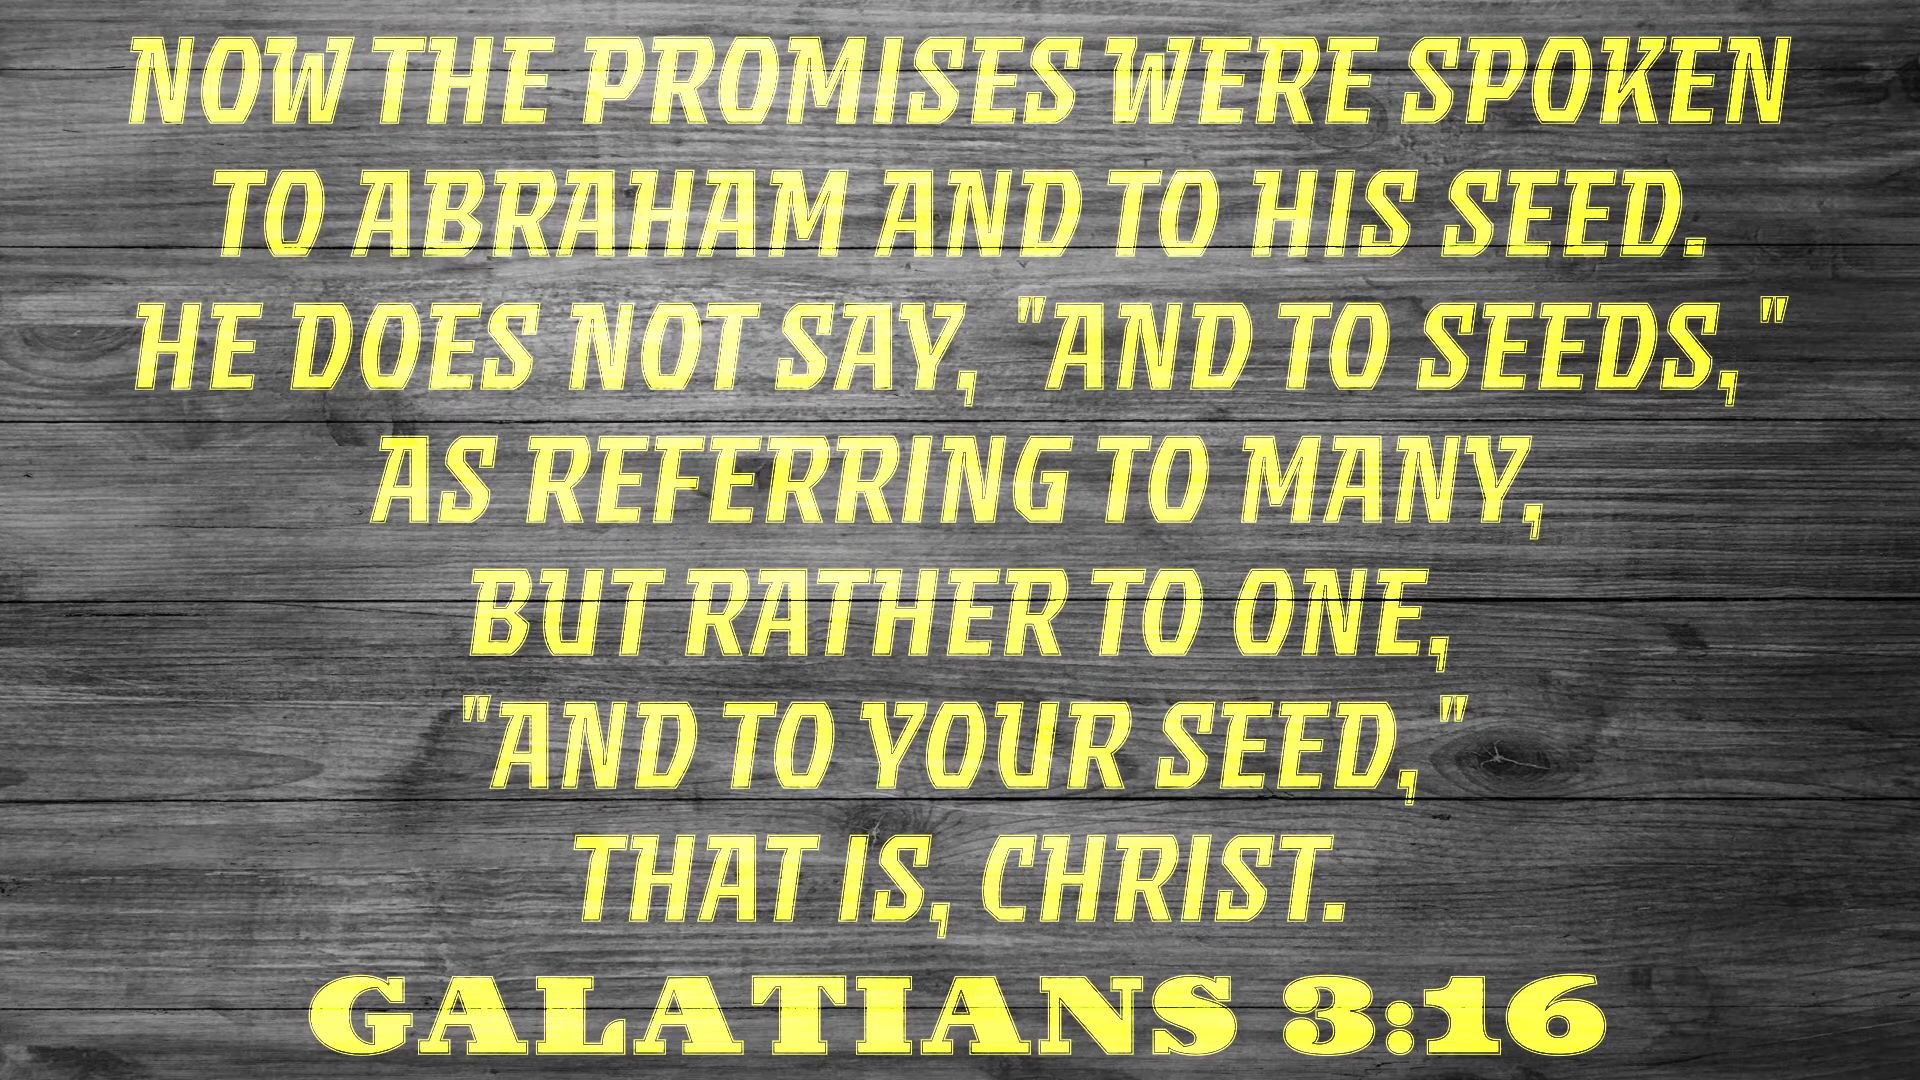 NOW THE PROMISES WERE SPOKEN
TO ABRAHAM AND TO HIS SEED.
HE DOES NOT SAY, "AND TO SEEDS,"
AS REFERRING TO MANY,
BUT RATHER TO ONE,
"AND TO YOUR SEED,"
THAT IS, CHRIST.
GALATIANS 3:16